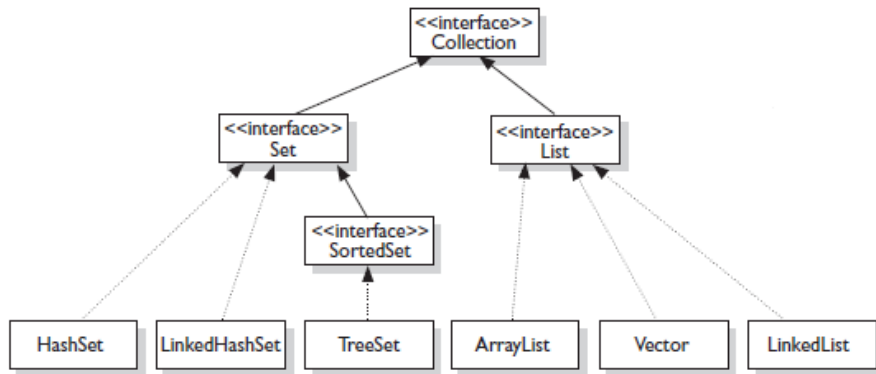 <<interface>>
Collection
<<interface>>
Set
<<interface>>
List
<<interface>>
SortedSet
HashSet
LinkedHashSet
TreeSet
ArrayList
Vector
LinkedList